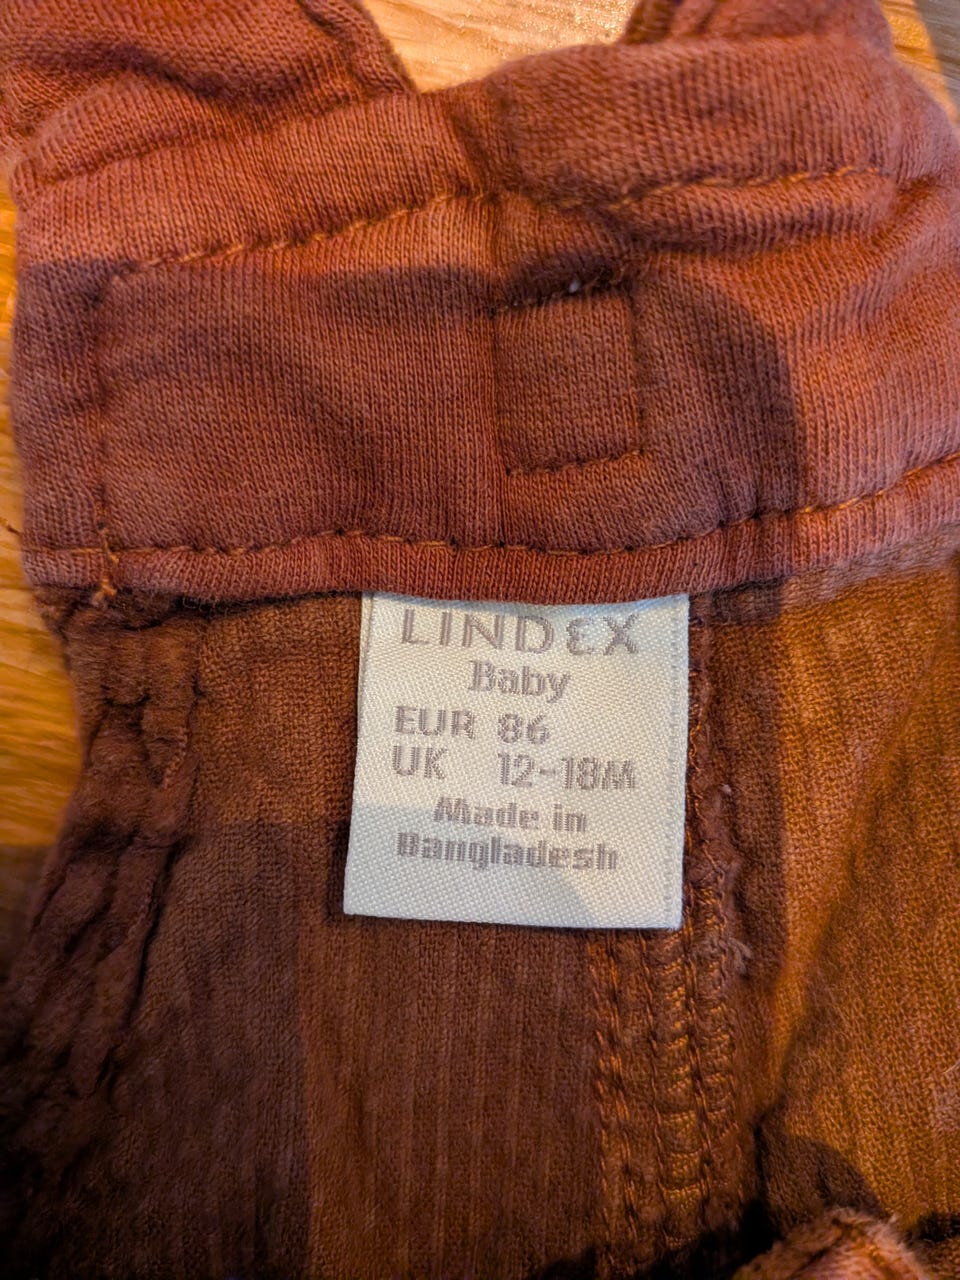 LINDEX
Baby
EUR 86
UK 12-18M
Made in
Bangladesh